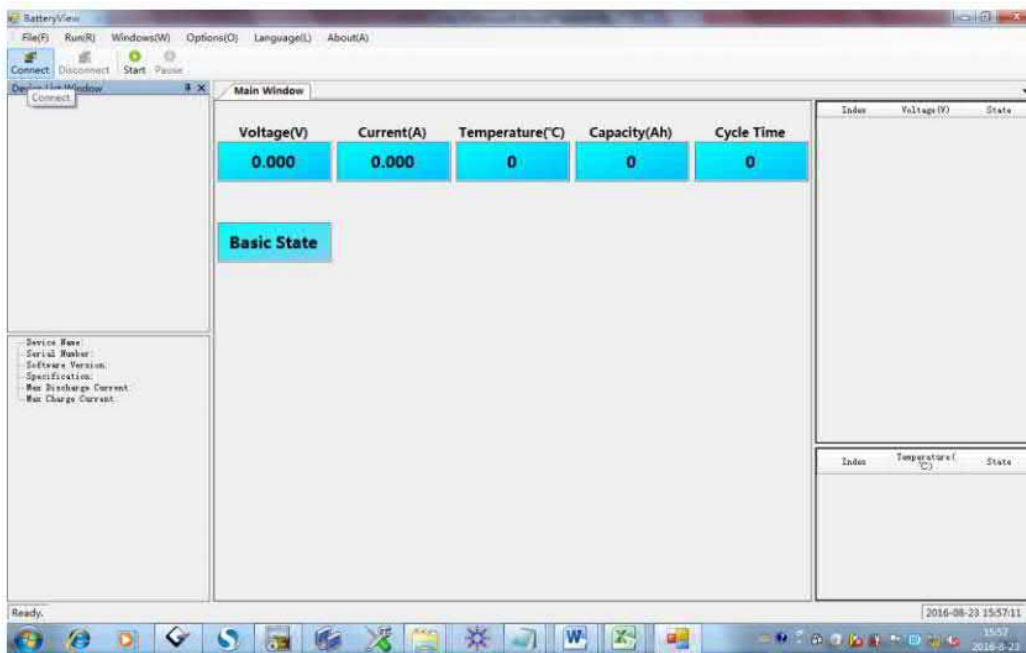 BatteryView
File(F) Run(R) Windows(W) Options(O) Language(L) About(A)
Connect Disconnect Start Pause
Device List Window
Connect
Main Window
Voltage(V) Current(A) Temperature(℃) Capacity(Ah) Cycle Time
0.000 0.000 0 0 0
Basic State
Index Voltage(V) State
Device Name:
Serial Number:
Software Version:
Specification:
Max Discharge Current
Max Charge Current
Index Temperature(
℃) State
Ready.
2016-08-23 15:57:11
15:57
2016-8-23